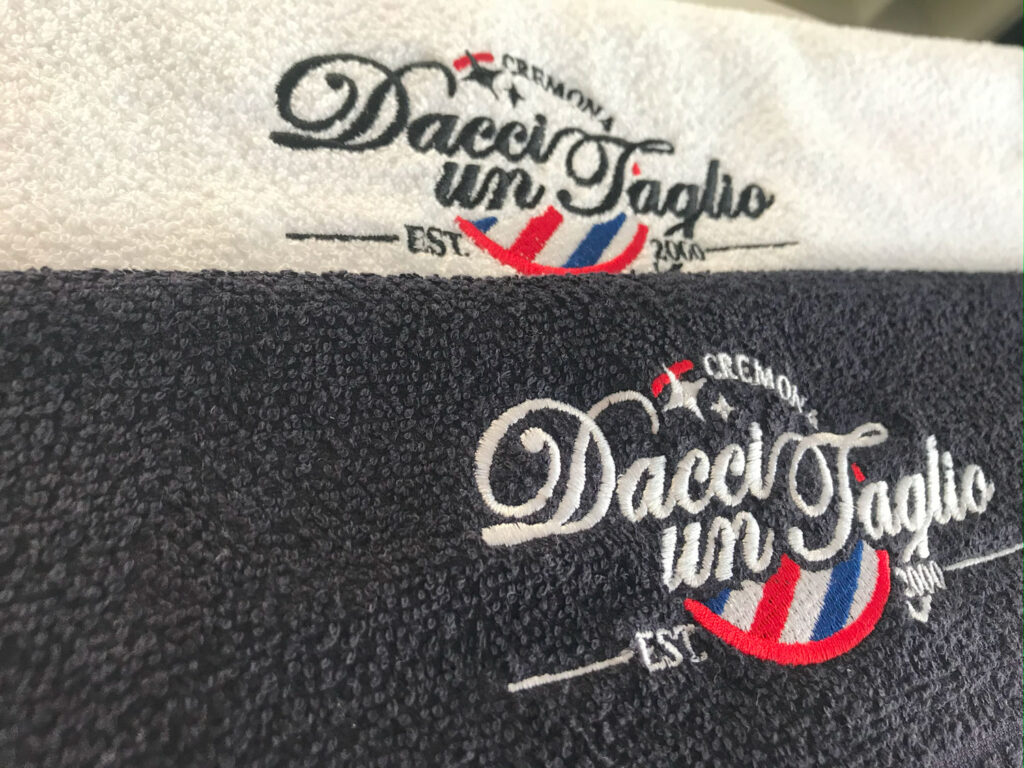 CREMONA
Dacci
un Taglio
EST. 2000
CREMONA
Dacci
un Taglio
EST. 2000